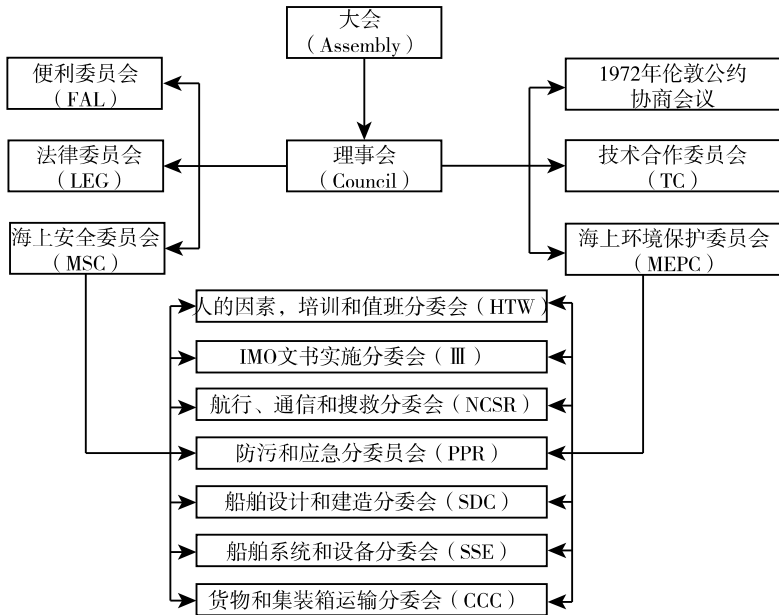 大会
（Assembly）
便利委员会
（FAL）
1972年伦敦公约
协商会议
法律委员会
（LEG）
理事会
（Council）
技术合作委员会
（TC）
海上安全委员会
（MSC）
海上环境保护委员会
（MEPC）
人的因素，培训和值班分委会（HTW）
IMO文书实施分委会（Ⅲ）
航行、通信和搜救分委会（NCSR）
防污和应急分委员会（PPR）
船舶设计和建造分委会（SDC）
船舶系统和设备分委会（SSE）
货物和集装箱运输分委会（CCC）